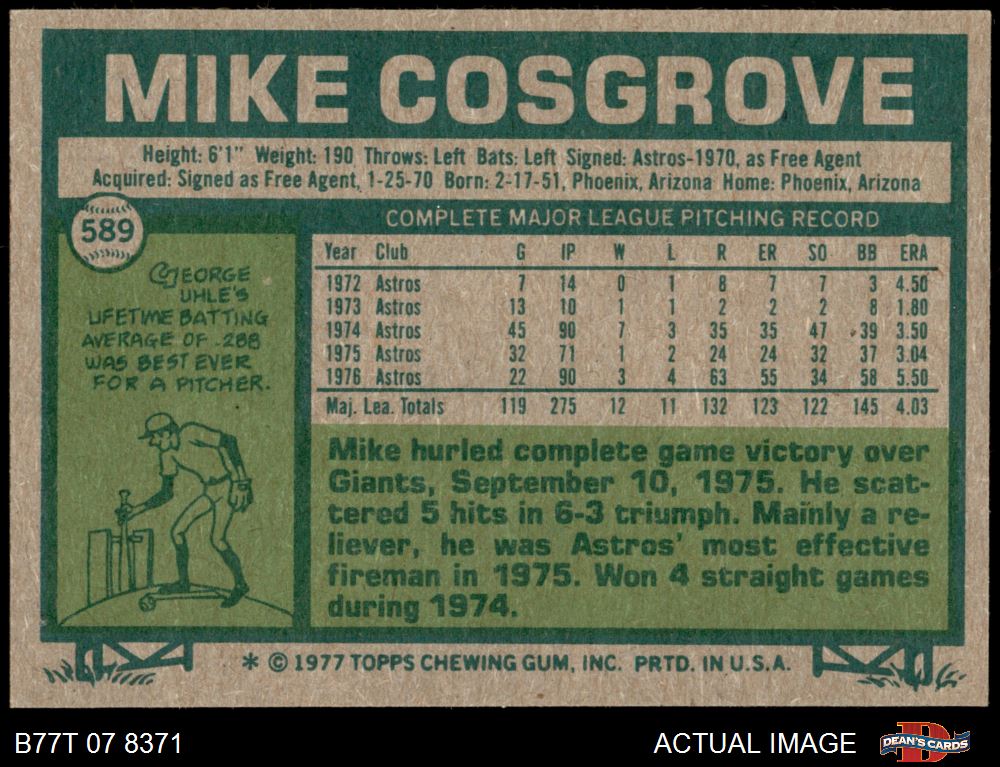 MIKE COSGROVE
Height: 6'1" Weight: 190 Throws: Left Bats: Left Signed: Astros-1970, as Free Agent
Acquired: Signed as Free Agent, 1-25-70 Born: 2-17-51, Phoenix, Arizona Home: Phoenix, Arizona
589
GEORGE
UHLE'S
LIFETIME BATTING
AVERAGE OF .288
WAS BEST EVER
FOR A PITCHER.
COMPLETE MAJOR LEAGUE PITCHING RECORD
Year Club G IP W L R ER SO BB ERA
1972 Astros 7 14 0 1 8 7 7 3 4.50
1973 Astros 13 10 1 1 2 2 2 8 1.80
1974 Astros 45 90 7 3 35 35 47 39 3.50
1975 Astros 32 71 1 2 24 24 32 37 3.04
1976 Astros 22 90 3 4 63 55 34 58 5.50
Maj. Lea. Totals 119 275 12 11 132 123 122 145 4.03
Mike hurled complete game victory over
Giants, September 10, 1975. He scat-
tered 5 hits in 6-3 triumph. Mainly a re-
liever, he was Astros' most effective
fireman in 1975. Won 4 straight games
during 1974.
* © 1977 TOPPS CHEWING GUM, INC. PRTD. IN U.S.A.
B77T 07 8371
ACTUAL IMAGE
DEAN'S CARDS